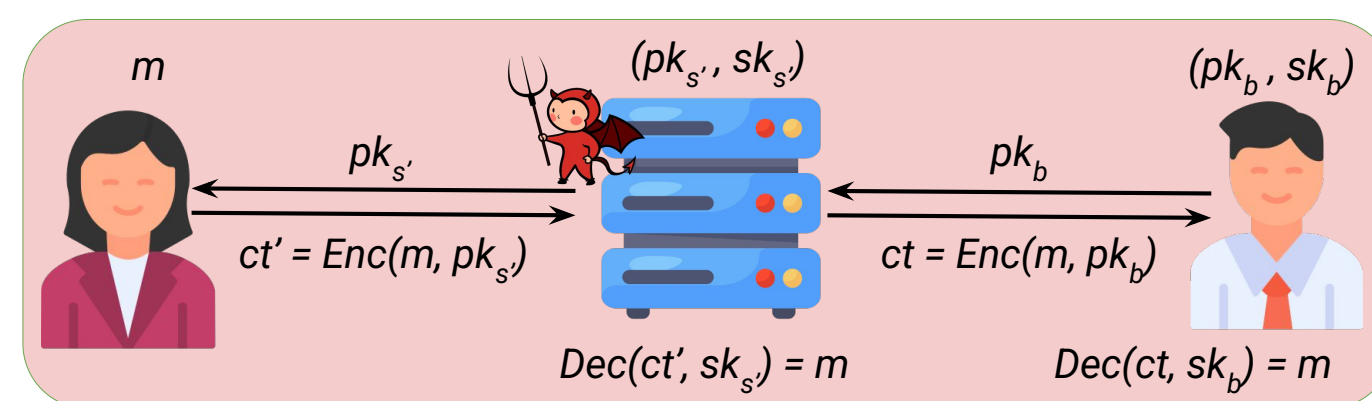 m
(pk_s', sk_s')
(pk_b, sk_b)
pk_s'
pk_b
ct' = Enc(m, pk_s')
ct = Enc(m, pk_b)
Dec(ct', sk_s') = m
Dec(ct, sk_b) = m